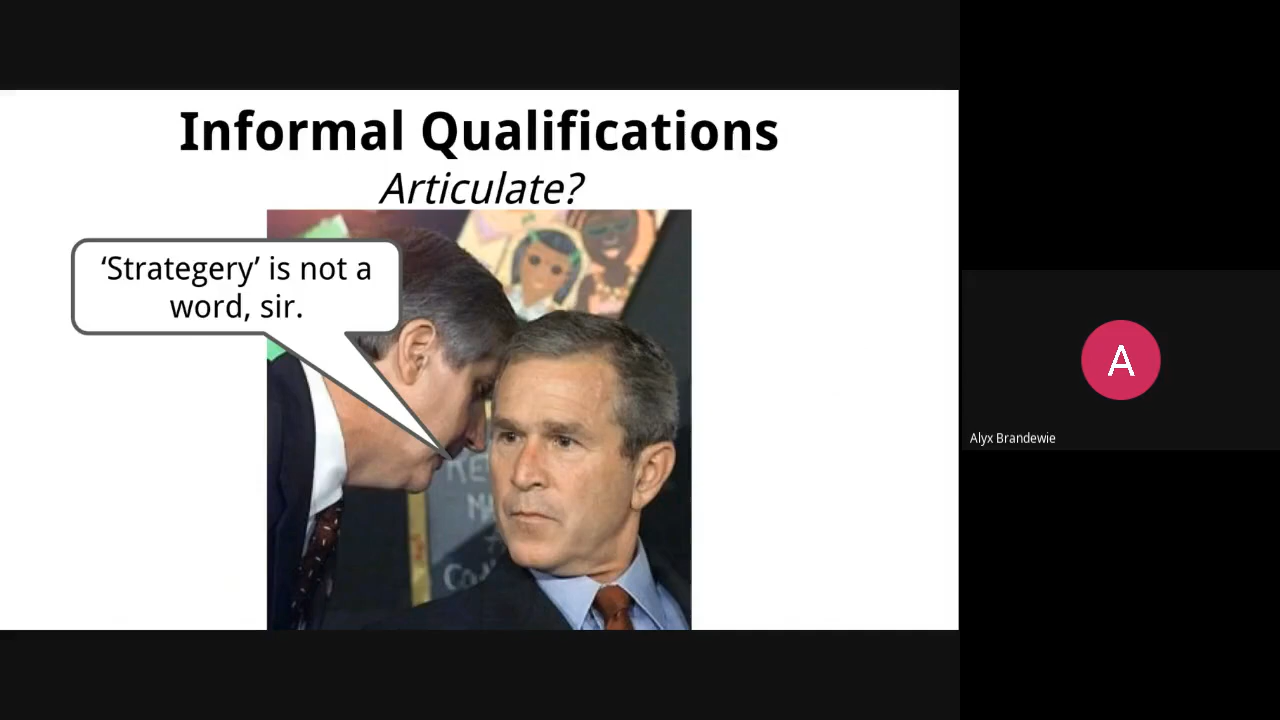 Informal Qualifications
Articulate?
‘Strategery’ is not a
word, sir.
A
Alyx Brandewie